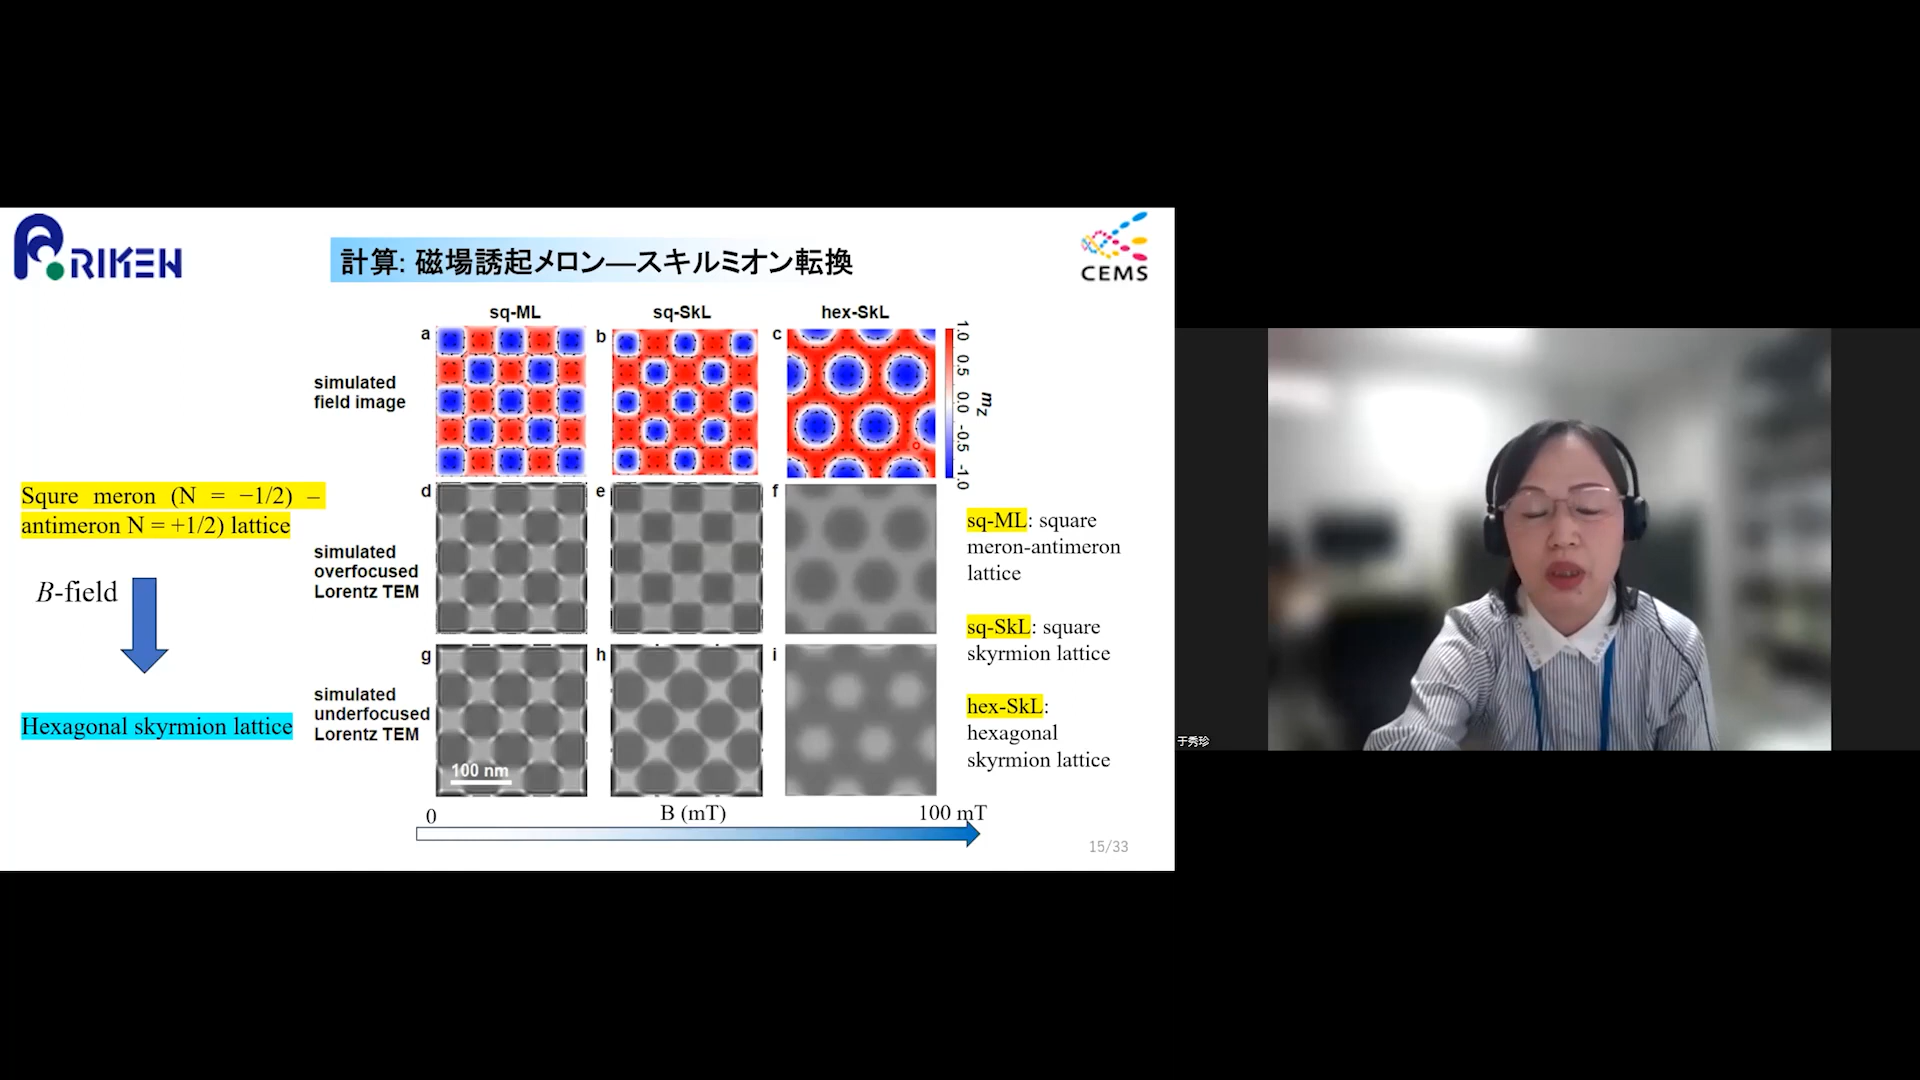 RIKEN
計算: 磁場誘起メロン—スキルミオン転換
CEMS
sq-ML
sq-SkL
hex-SkL
a
b
c
simulated
field image
1.0
0.5
0.0
-0.5
-1.0
mz
Squre meron (N = −1/2) –
antimeron N = +1/2) lattice
B-field
Hexagonal skyrmion lattice
d
e
f
simulated
overfocused
Lorentz TEM
g
h
i
simulated
underfocused
Lorentz TEM
100 nm
sq-ML: square
meron-antimeron
lattice
sq-SkL: square
skyrmion lattice
hex-SkL:
hexagonal
skyrmion lattice
0
B (mT)
100 mT
15/33
于秀珍